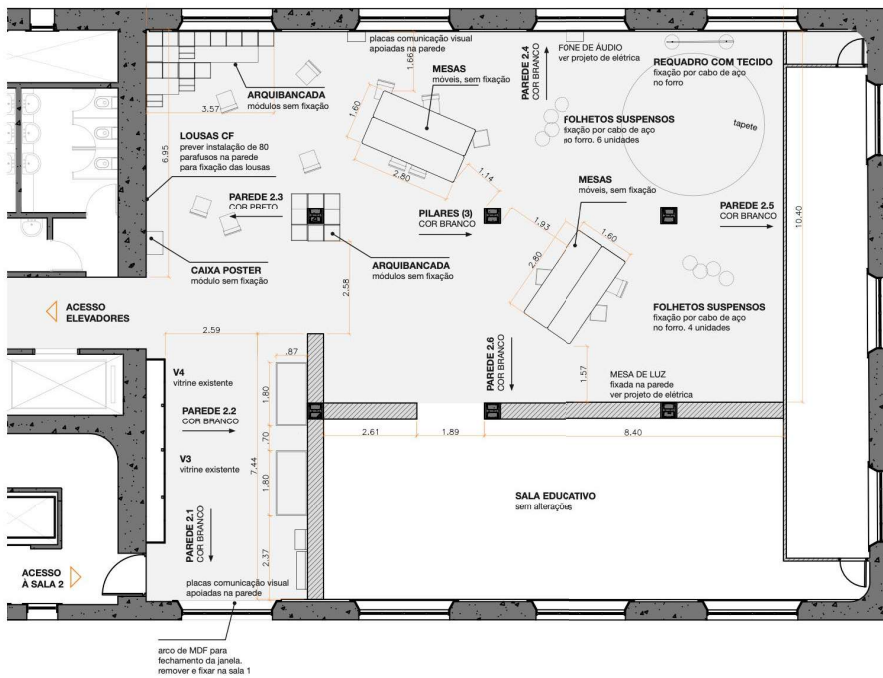 placas comunicação visual
apoiadas na parede
1.66
MESAS
móveis, sem fixação
PAREDE 2.4
COR BRANCO
FONE DE ÁUDIO
ver projeto de elétrica
REQUADRO COM TECIDO
fixação por cabo de aço
no forro
ARQUIBANCADA
módulos sem fixação
3.57
1.60
2.80
FOLHETOS SUSPENSOS
fixação por cabo de aço
no forro. 6 unidades
tapete
LOUSAS CF
prever instalação de 80
parafusos na parede
para fixação das lousas
6.95
1.14
MESAS
móveis, sem fixação
PAREDE 2.3
COR PRETO
PILARES (3)
COR BRANCO
PAREDE 2.5
COR BRANCO
1.93
1.60
2.80
10.40
CAIXA POSTER
módulo sem fixação
ARQUIBANCADA
módulos sem fixação
2.58
ACESSO
ELEVADORES
FOLHETOS SUSPENSOS
fixação por cabo de aço
no forro. 4 unidades
2.59
.87
PAREDE 2.6
COR BRANCO
1.57
MESA DE LUZ
fixada na parede
ver projeto de elétrica
V4
vitrine existente
1.80
PAREDE 2.2
COR BRANCO
.70
7.44
2.61
1.89
8.40
V3
vitrine existente
1.80
SALA EDUCATIVO
sem alterações
PAREDE 2.1
COR BRANCO
2.37
ACESSO
À SALA 2
placas comunicação visual
apoiadas na parede
arco de MDF para
fechamento da janela.
remover e fixar na sala 1